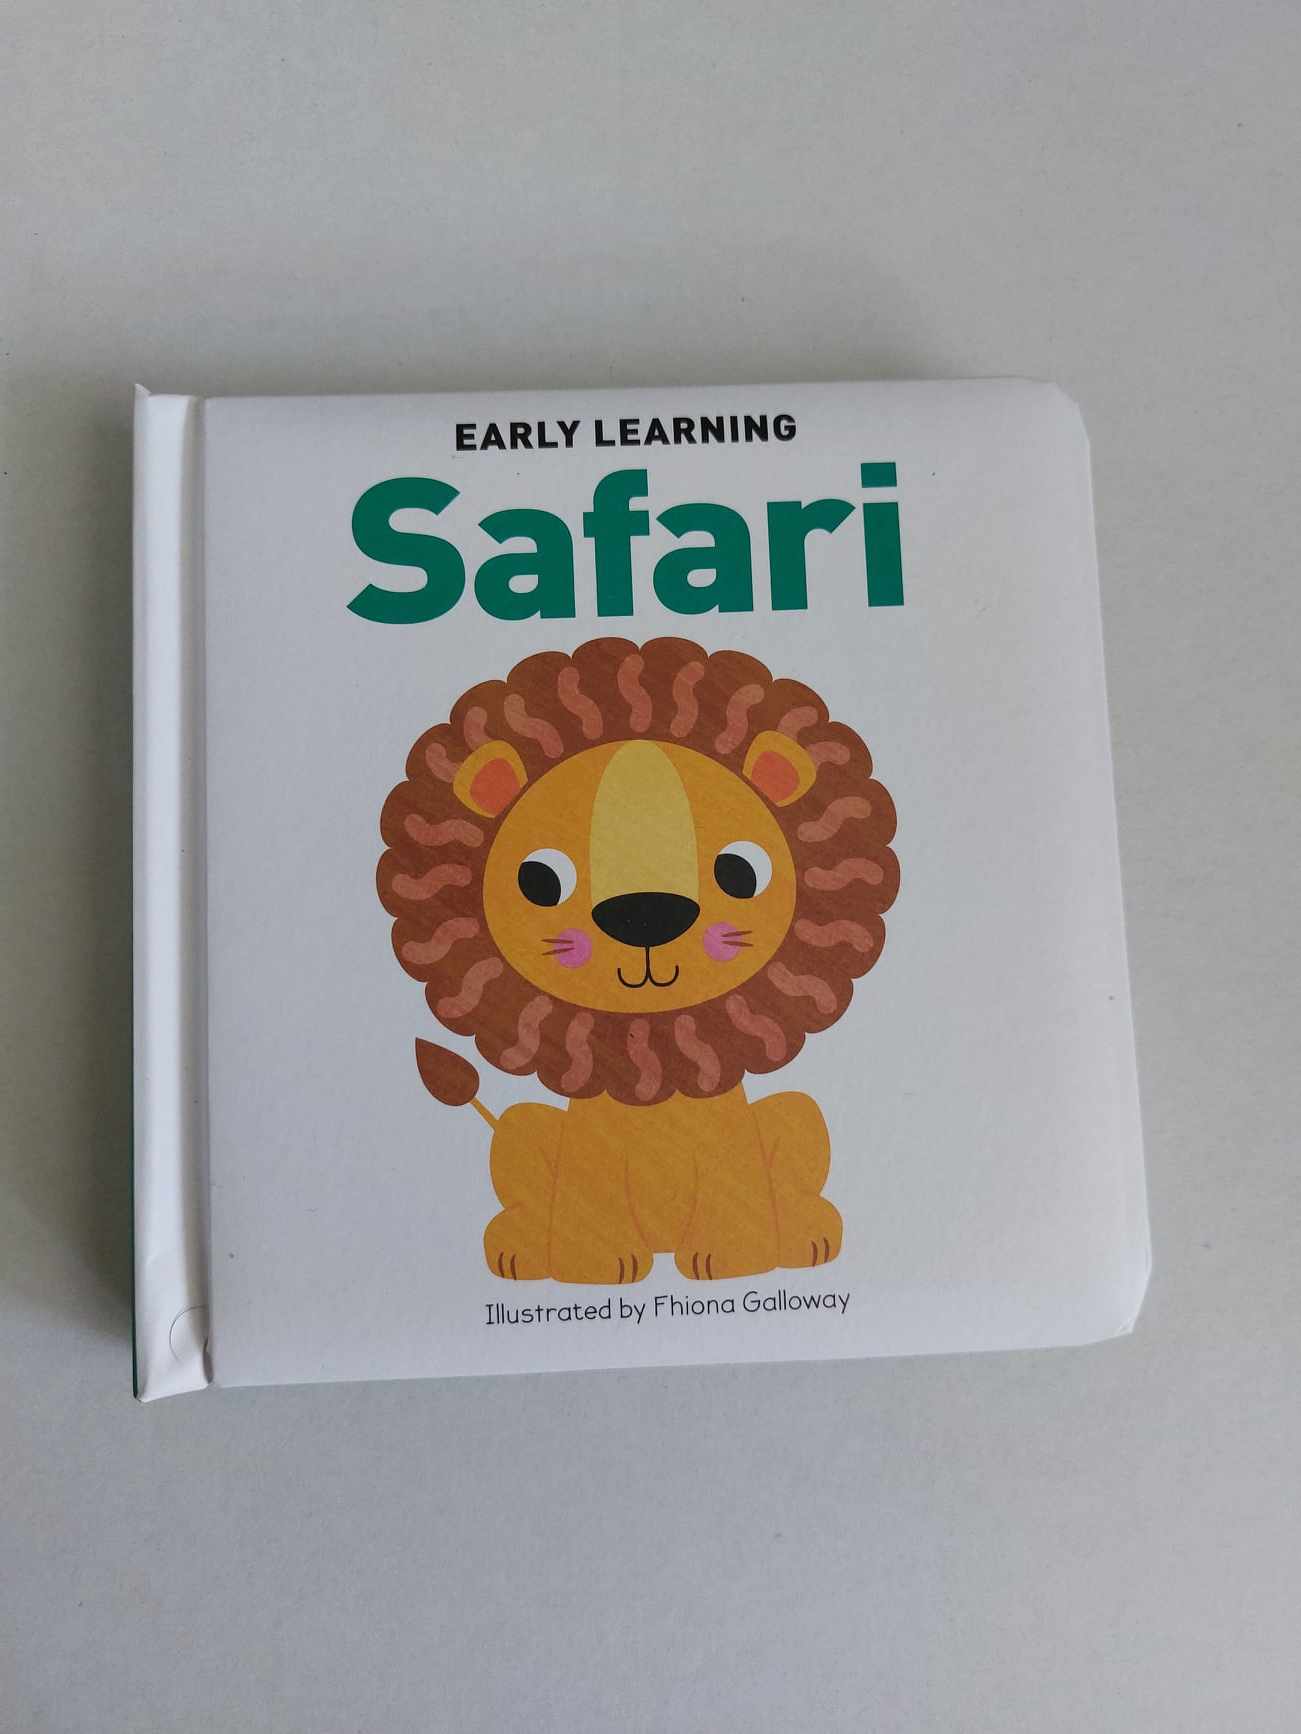 EARLY LEARNING
Safari
Illustrated by Fhiona Galloway